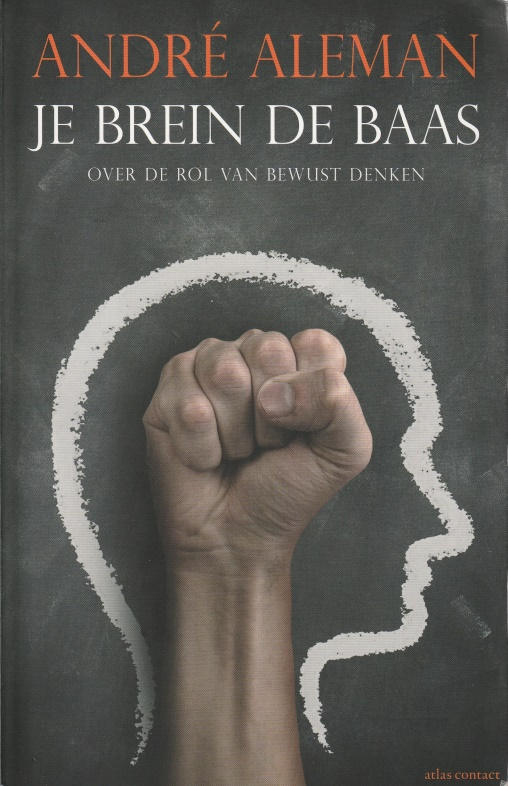 ANDRÉ ALEMAN
JE BREIN DE BAAS
OVER DE ROL VAN BEWUST DENKEN
atlas contact